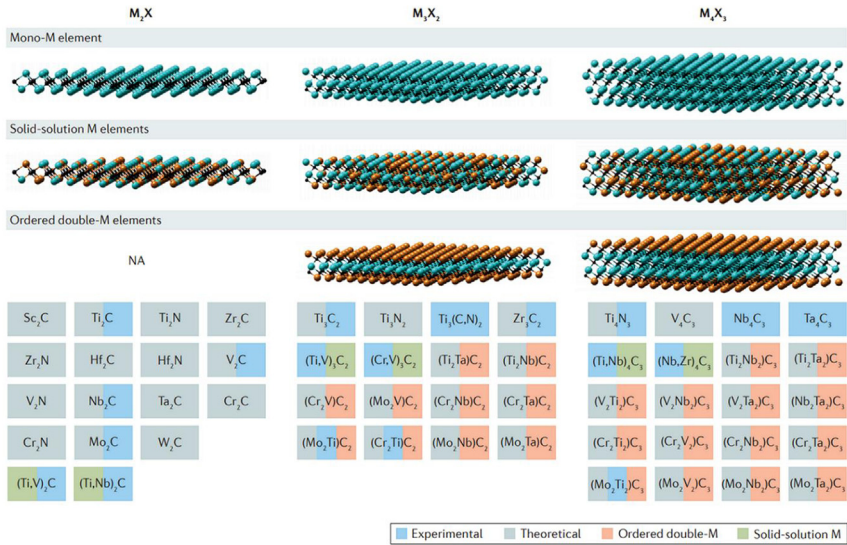 M₂X M₃X₂ M₄X₃
Mono-M element
Solid-solution M elements
Ordered double-M elements
NA
Sc₂C Ti₂C Ti₂N Zr₂C Ti₃C₂ Ti₃N₂ Ti₃(C,N)₂ Zr₃C₂ Ti₄N₃ V₄C₃ Nb₄C₃ Ta₄C₃
Zr₂N Hf₂C Hf₂N V₂C (Ti,V)₃C₂ (Cr,V)₃C₂ (Ti₂Ta)C₂ (Ti₂Nb)C₂ (Ti,Nb)₄C₃ (Nb,Zr)₄C₃ (Ti₂Nb₂)C₃ (Ti₂Ta₂)C₃
V₂N Nb₂C Ta₂C Cr₂C (Cr₂V)C₂ (Mo₂V)C₂ (Cr₂Nb)C₂ (Cr₂Ta)C₂ (V₂Ti₂)C₃ (V₂Nb₂)C₃ (V₂Ta₂)C₃ (Nb₂Ta₂)C₃
Cr₂N Mo₂C W₂C (Mo₂Ti)C₂ (Cr₂Ti)C₂ (Mo₂Nb)C₂ (Mo₂Ta)C₂ (Cr₂Ti₂)C₃ (Cr₂V₂)C₃ (Cr₂Nb₂)C₃ (Cr₂Ta₂)C₃
(Ti,V)₂C (Ti,Nb)₂C (Mo₂Ti₂)C₃ (Mo₂V₂)C₃ (Mo₂Nb₂)C₃ (Mo₂Ta₂)C₃
Experimental Theoretical Ordered double-M Solid-solution M